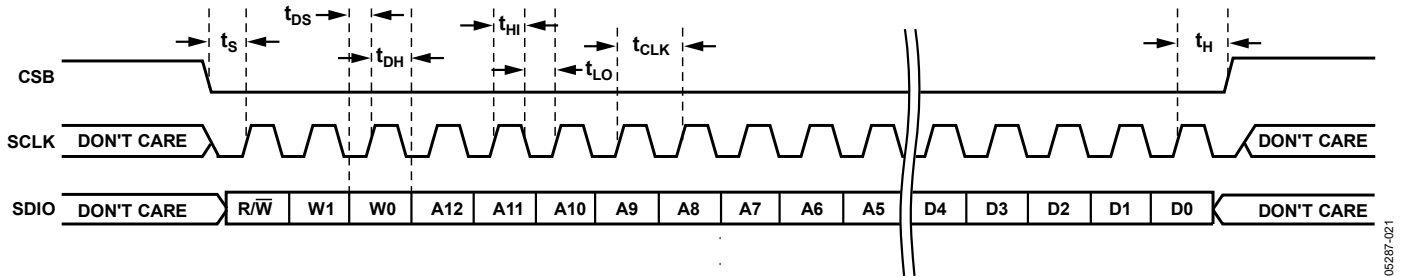 tDS
tHI
tS
tCLK
tH
tDH
tLO
CSB
SCLK DON'T CARE DON'T CARE
SDIO DON'T CARE R/W̅ W1 W0 A12 A11 A10 A9 A8 A7 A6 A5 D4 D3 D2 D1 D0 DON'T CARE
05287-021